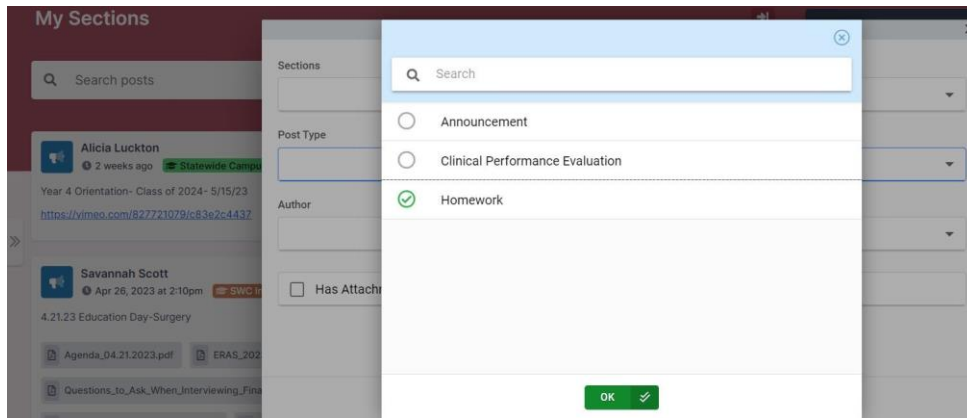 My Sections
Search posts
Alicia Luckton
2 weeks ago Statewide Campu
Year 4 Orientation- Class of 2024- 5/15/23
https://vimeo.com/827721079/c83e2c4437
Savannah Scott
Apr 26, 2023 at 2:10pm SWC in
4.21.23 Education Day-Surgery
Agenda_04.21.2023.pdf ERAS_202
Questions_to_Ask_When_Interviewing_Fina
Sections
Post Type
Author
Has Attachm
Search
Announcement
Clinical Performance Evaluation
Homework
OK